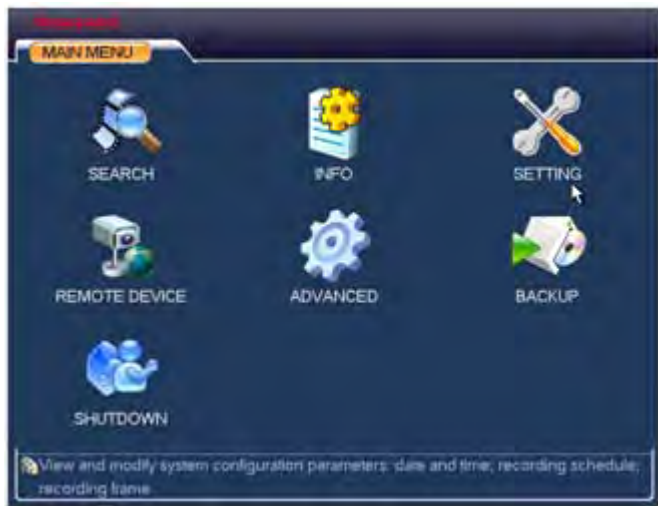 Honeywell
MAIN MENU
SEARCH
INFO
SETTING
REMOTE DEVICE
ADVANCED
BACKUP
SHUTDOWN
View and modify system configuration parameters: date and time, recording schedule,
recording frame